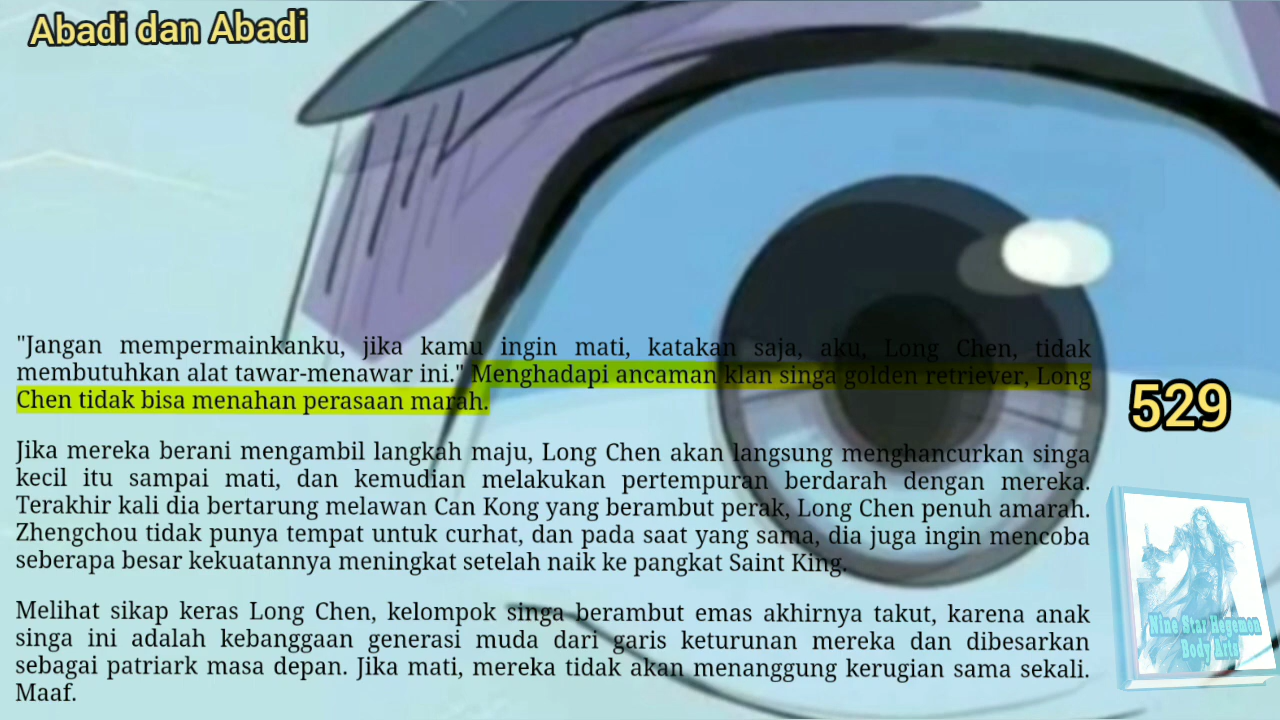 Abadi dan Abadi
"Jangan mempermainkanku, jika kamu ingin mati, katakan saja, aku, Long Chen, tidak
membutuhkan alat tawar-menawar ini." Menghadapi ancaman klan singa golden retriever, Long
Chen tidak bisa menahan perasaan marah.
529
Jika mereka berani mengambil langkah maju, Long Chen akan langsung menghancurkan singa
kecil itu sampai mati, dan kemudian melakukan pertempuran berdarah dengan mereka.
Terakhir kali dia bertarung melawan Can Kong yang berambut perak, Long Chen penuh amarah.
Zhengchou tidak punya tempat untuk curhat, dan pada saat yang sama, dia juga ingin mencoba
seberapa besar kekuatannya meningkat setelah naik ke pangkat Saint King.
Melihat sikap keras Long Chen, kelompok singa berambut emas akhirnya takut, karena anak
singa ini adalah kebanggaan generasi muda dari garis keturunan mereka dan dibesarkan
sebagai patriark masa depan. Jika mati, mereka tidak akan menanggung kerugian sama sekali.
Maaf.
Nine Star Hegemon
Body Arts